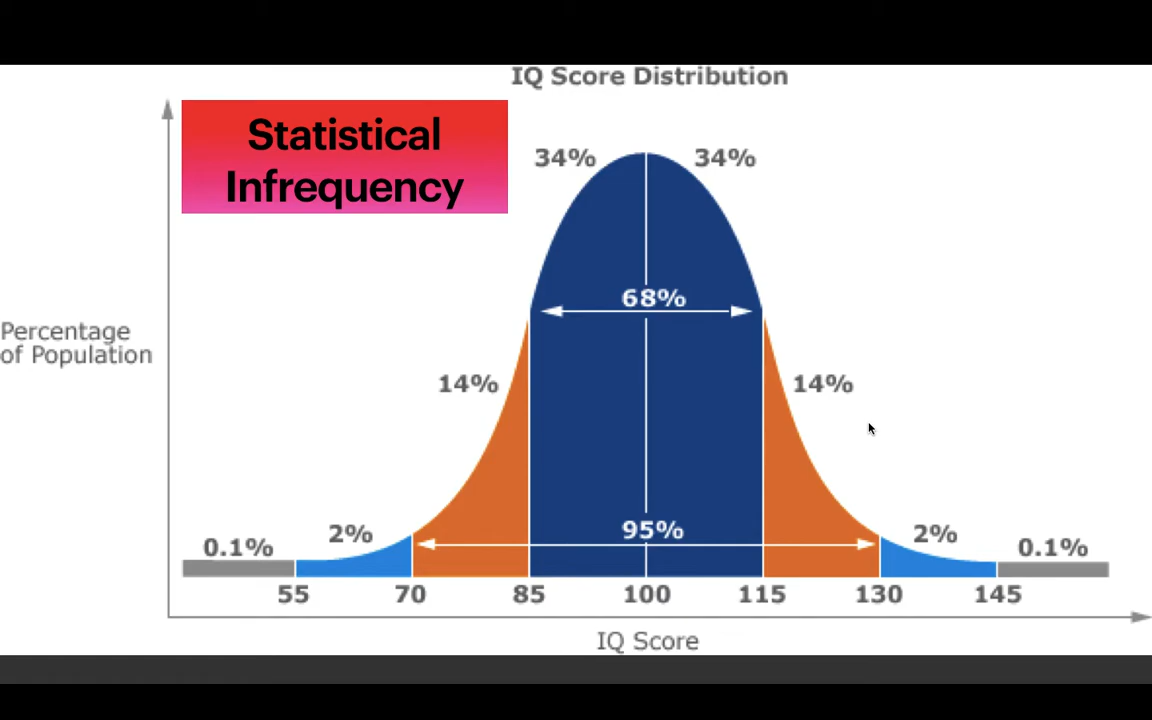 IQ Score Distribution
Statistical
Infrequency
34% 34%
68%
Percentage
of Population
14% 14%
95%
0.1% 2% 2% 0.1%
55 70 85 100 115 130 145
IQ Score